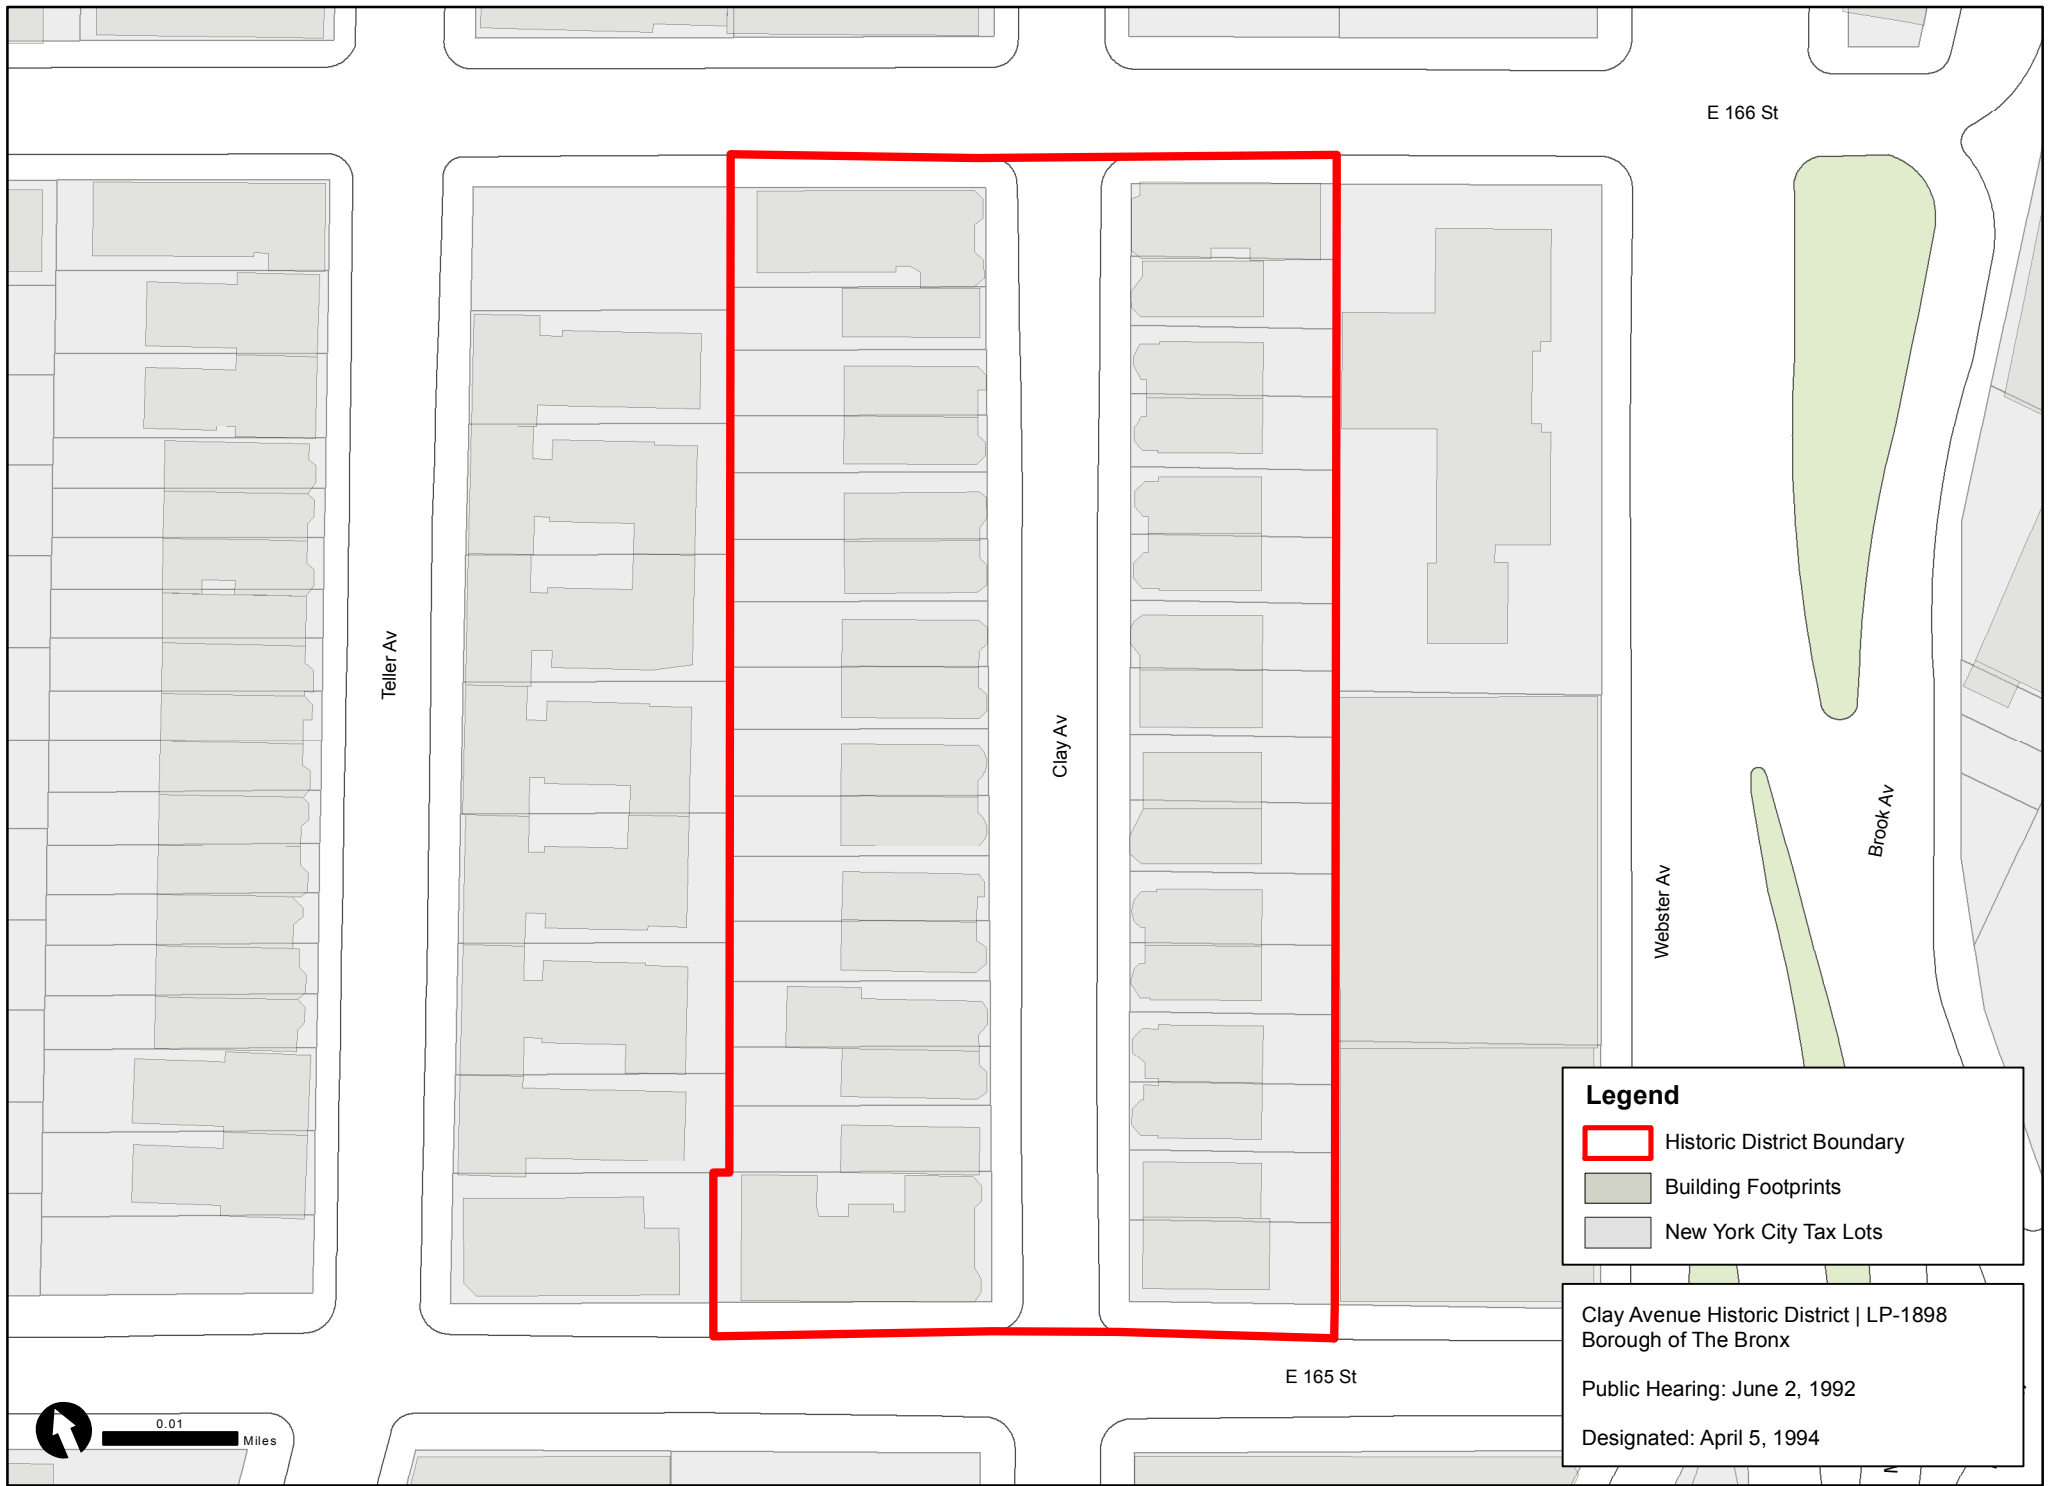 E 166 St
Teller Av
Clay Av
Brook Av
Webster Av
Legend
Historic District Boundary
Building Footprints
New York City Tax Lots
Clay Avenue Historic District | LP-1898
Borough of The Bronx
Public Hearing: June 2, 1992
Designated: April 5, 1994
E 165 St
0.01
Miles